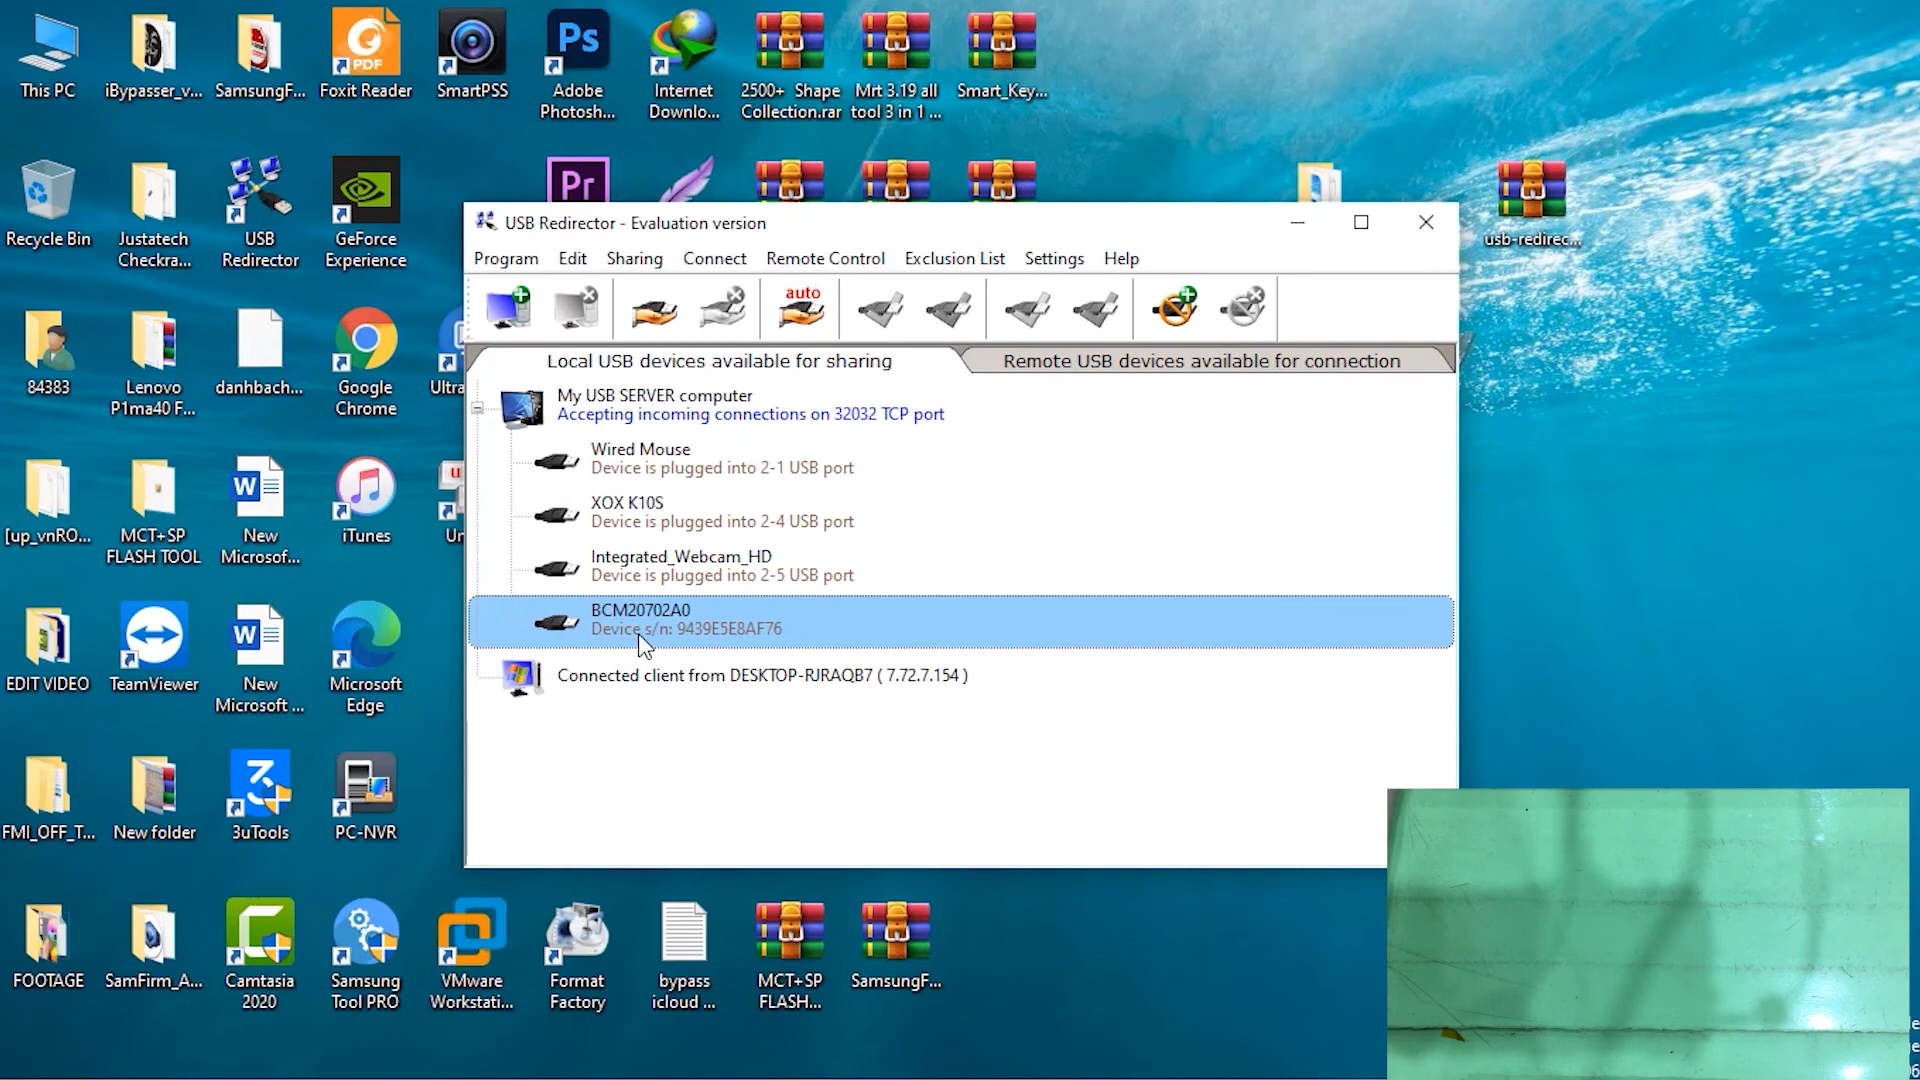 This PC
iBypasser_v...
SamsungF...
Foxit Reader
SmartPSS
Adobe
Photosh...
Internet
Downlo...
2500+ Shape
Collection.rar
Mrt 3.19 all
tool 3 in 1 ...
Smart_Key...
Recycle Bin
Justatech
Checkra...
USB
Redirector
GeForce
Experience
usb-redirec...
USB Redirector - Evaluation version
Program Edit Sharing Connect Remote Control Exclusion List Settings Help
auto
Local USB devices available for sharing
Remote USB devices available for connection
My USB SERVER computer
Accepting incoming connections on 32032 TCP port
Wired Mouse
Device is plugged into 2-1 USB port
XOX K10S
Device is plugged into 2-4 USB port
Integrated_Webcam_HD
Device is plugged into 2-5 USB port
BCM20702A0
Device s/n: 9439E5E8AF76
Connected client from DESKTOP-RJRAQB7 ( 7.72.7.154 )
84383
Lenovo
P1ma40 F...
danhbach...
Google
Chrome
Ultra
[up_vnRO...
MCT+SP
FLASH TOOL
New
Microsof...
iTunes
Un
EDIT VIDEO
TeamViewer
New
Microsoft ...
Microsoft
Edge
FMI_OFF_T...
New folder
3uTools
PC-NVR
FOOTAGE
SamFirm_A...
Camtasia
2020
Samsung
Tool PRO
VMware
Workstati...
Format
Factory
bypass
icloud ...
MCT+SP
FLASH...
SamsungF...